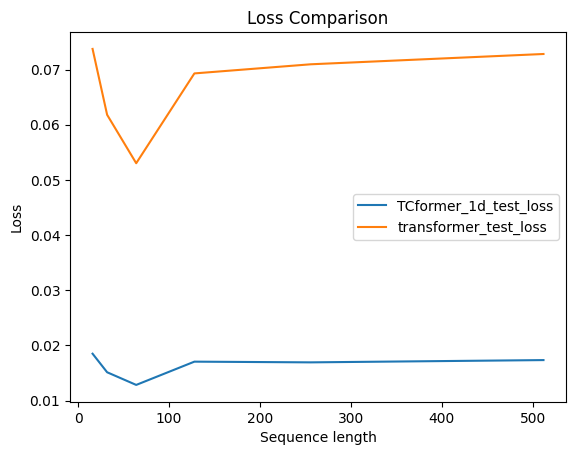 Loss Comparison
Loss
0.07
0.06
0.05
0.04
0.03
0.02
0.01
TCformer_1d_test_loss
transformer_test_loss
0
100
200
300
400
500
Sequence length